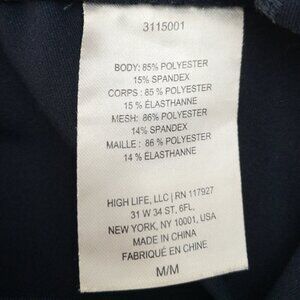 3115001
BODY: 85% POLYESTER
15% SPANDEX
CORPS : 85 % POLYESTER
15 % ÉLASTHANNE
MESH: 86% POLYESTER
14% SPANDEX
MAILLE : 86 % POLYESTER
14 % ÉLASTHANNE
HIGH LIFE, LLC | RN 117927
31 W 34 ST, 6FL,
NEW YORK, NY 10001, USA
MADE IN CHINA
FABRIQUÉ EN CHINE
M/M